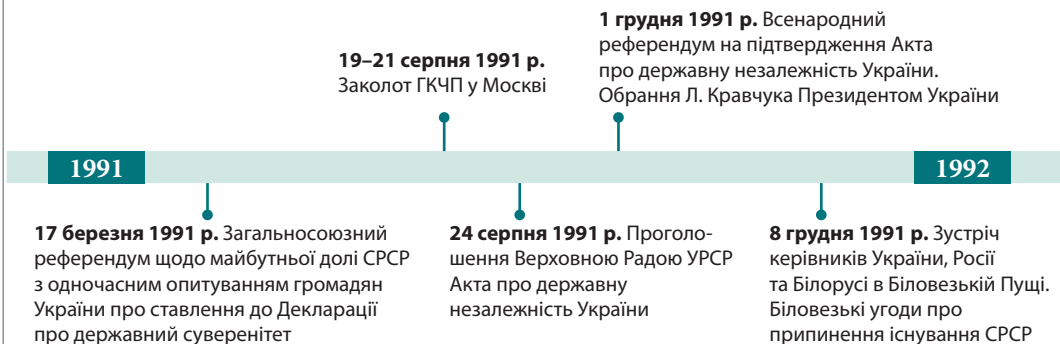 1 грудня 1991 р. Всенародний
референдум на підтвердження Акта
про державну незалежність України.
Обрання Л. Кравчука Президентом України
19–21 серпня 1991 р.
Заколот ГКЧП у Москві
1991
1992
17 березня 1991 р. Загальносоюзний
референдум щодо майбутньої долі СРСР
з одночасним опитуванням громадян
України про ставлення до Декларації
про державний суверенітет
24 серпня 1991 р. Проголо-
шення Верховною Радою УРСР
Акта про державну
незалежність України
8 грудня 1991 р. Зустріч
керівників України, Росії
та Білорусі в Біловезькій Пущі.
Біловезькі угоди про
припинення існування СРСР